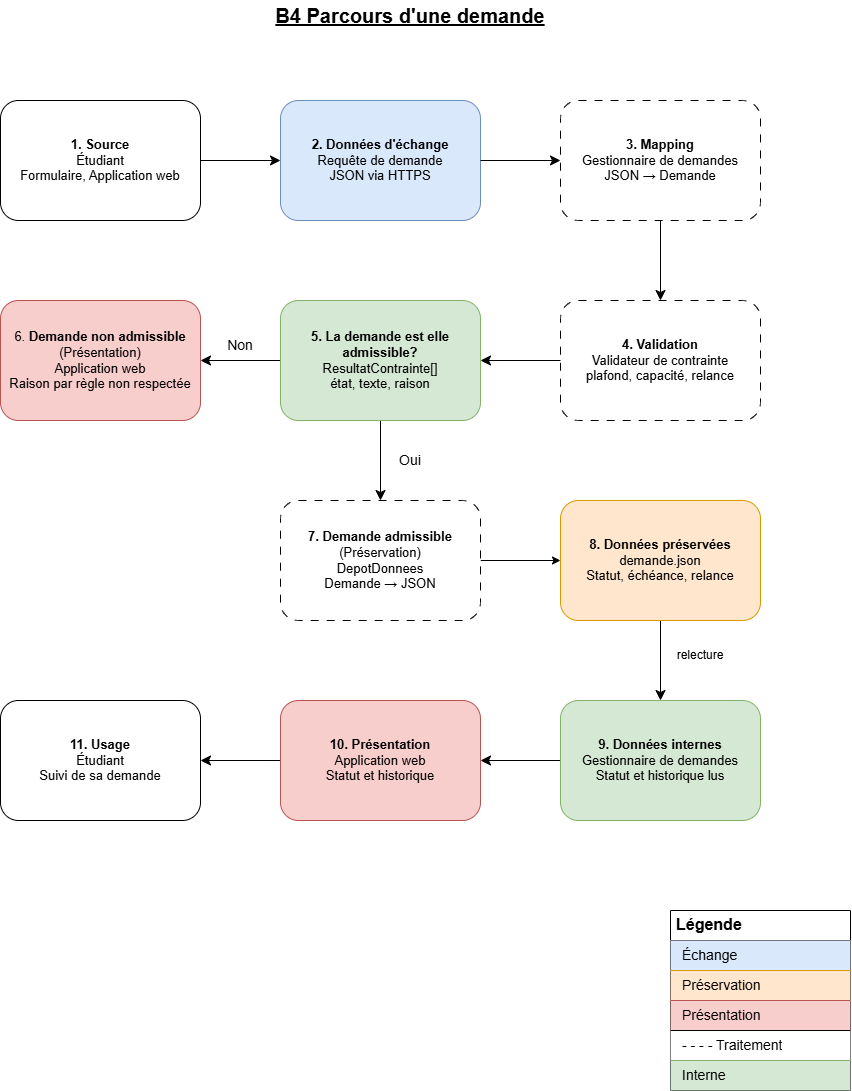 B4 Parcours d'une demande
1. Source
Étudiant
Formulaire, Application web
2. Données d'échange
Requête de demande
JSON via HTTPS
3. Mapping
Gestionnaire de demandes
JSON → Demande
6. Demande non admissible
(Présentation)
Application web
Raison par règle non respectée
Non
5. La demande est elle
admissible?
ResultatContrainte[]
état, texte, raison
4. Validation
Validateur de contrainte
plafond, capacité, relance
Oui
7. Demande admissible
(Préservation)
DepotDonnees
Demande → JSON
8. Données préservées
demande.json
Statut, échéance, relance
relecture
11. Usage
Étudiant
Suivi de sa demande
10. Présentation
Application web
Statut et historique
9. Données internes
Gestionnaire de demandes
Statut et historique lus
Légende
Échange
Préservation
Présentation
- - - - Traitement
Interne